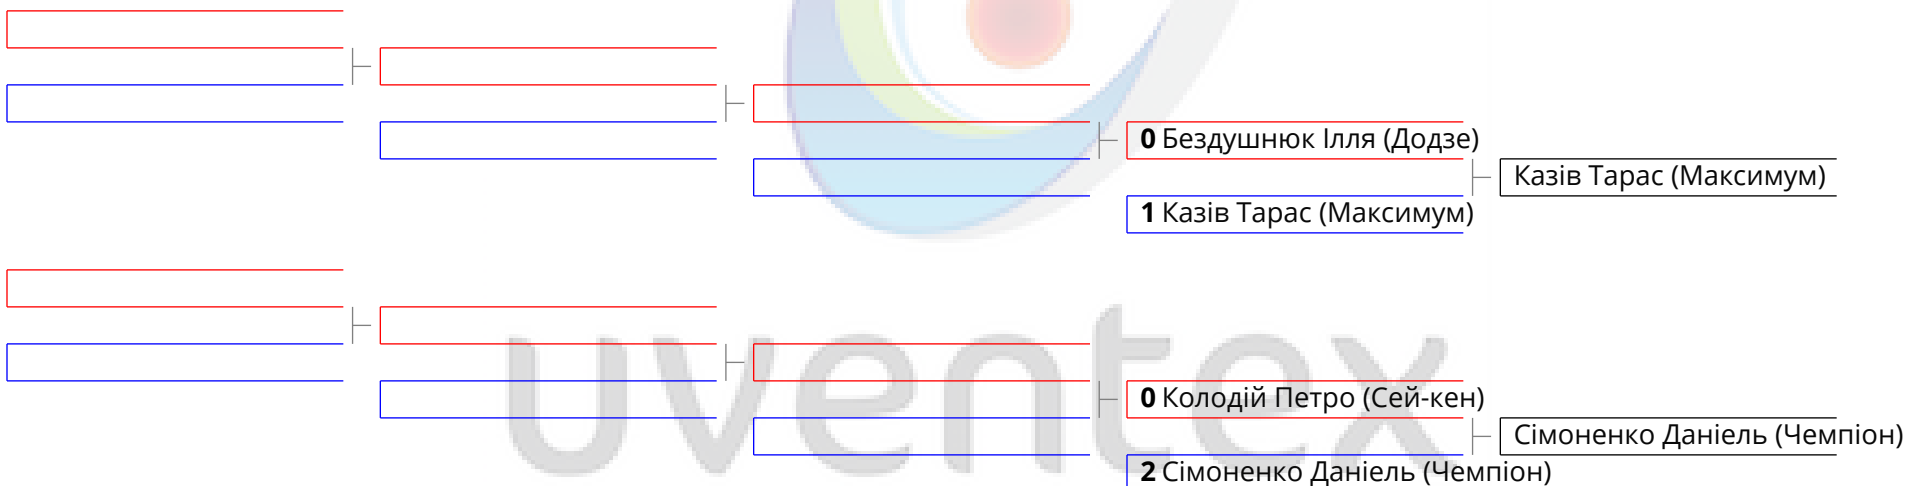 0 Бездушнюк Ілля (Додзе)
Казів Тарас (Максимум)
1 Казів Тарас (Максимум)
uventex
0 Колодій Петро (Сей-кен)
Сімоненко Даніель (Чемпіон)
2 Сімоненко Даніель (Чемпіон)